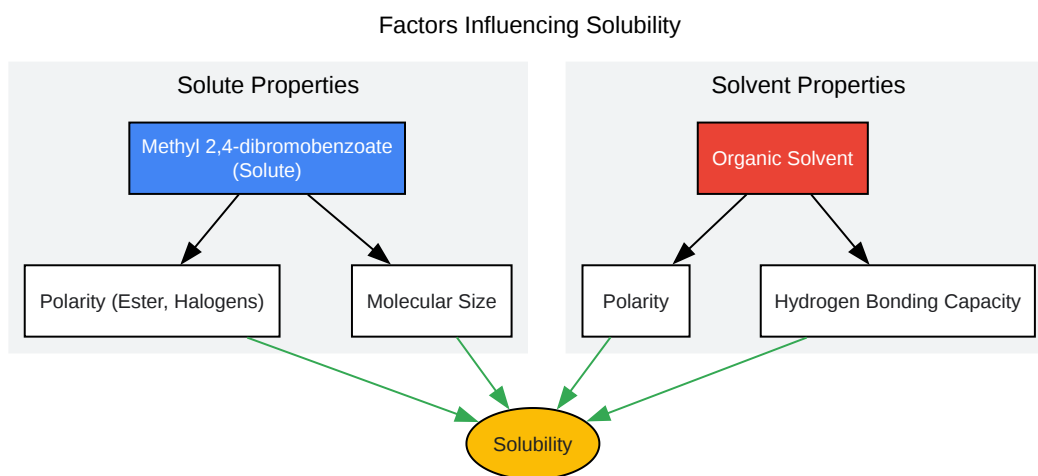 Factors Influencing Solubility
Solute Properties
Solvent Properties
Methyl 2,4-dibromobenzoate
(Solute)
Organic Solvent
Polarity (Ester, Halogens)
Molecular Size
Polarity
Hydrogen Bonding Capacity
Solubility